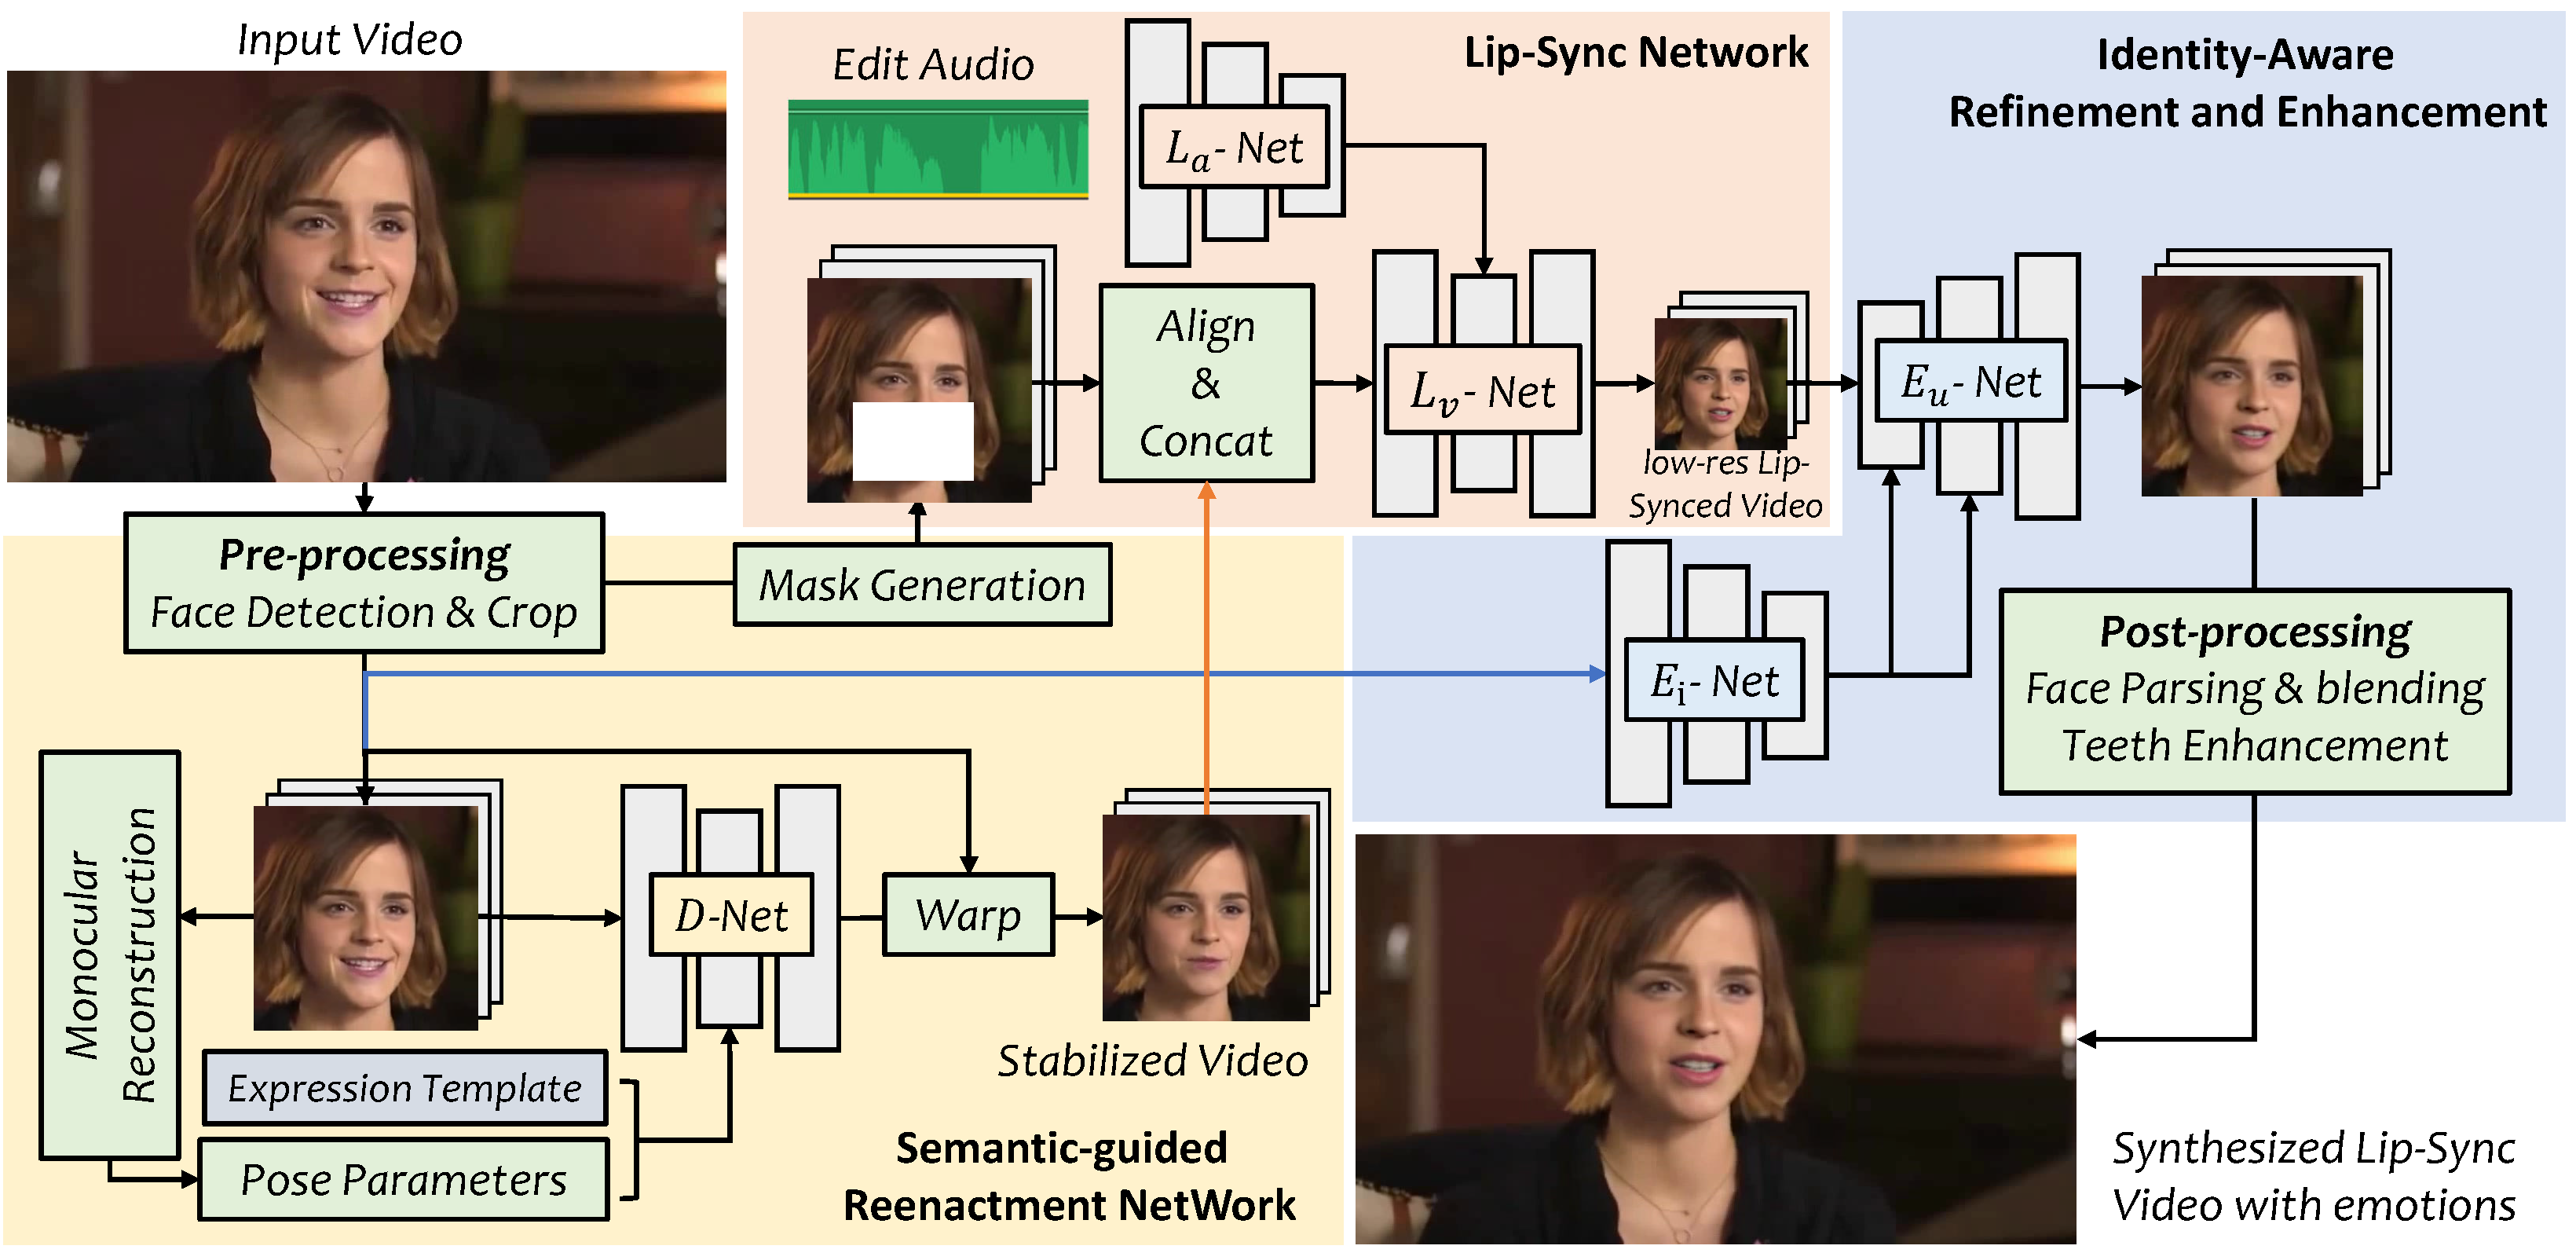 Input Video
Edit Audio
Lip-Sync Network
Identity-Aware
Refinement and Enhancement
L_a- Net
Align
&
Concat
L_v- Net
low-res Lip-
Synced Video
E_u- Net
Pre-processing
Face Detection & Crop
Mask Generation
E_i- Net
Post-processing
Face Parsing & blending
Teeth Enhancement
Monocular
Reconstruction
D-Net
Warp
Stabilized Video
Expression Template
Pose Parameters
Semantic-guided
Reenactment NetWork
Synthesized Lip-Sync
Video with emotions